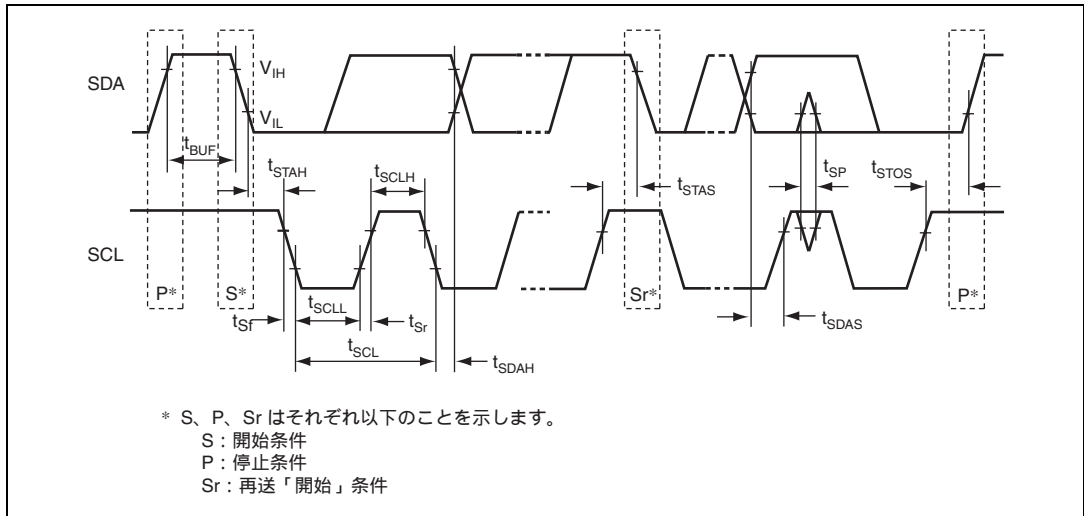 SDA
V_IH
V_IL
t_BUF
t_STAH
t_SCLH
t_STAS
t_SP
t_STOS
SCL
P*
S*
Sr*
P*
t_Sf
t_SCLL
t_Sr
t_SDAS
t_SCL
t_SDAH
* S、P、Sr はそれぞれ以下のことを示します。
S：開始条件
P：停止条件
Sr：再送「開始」条件